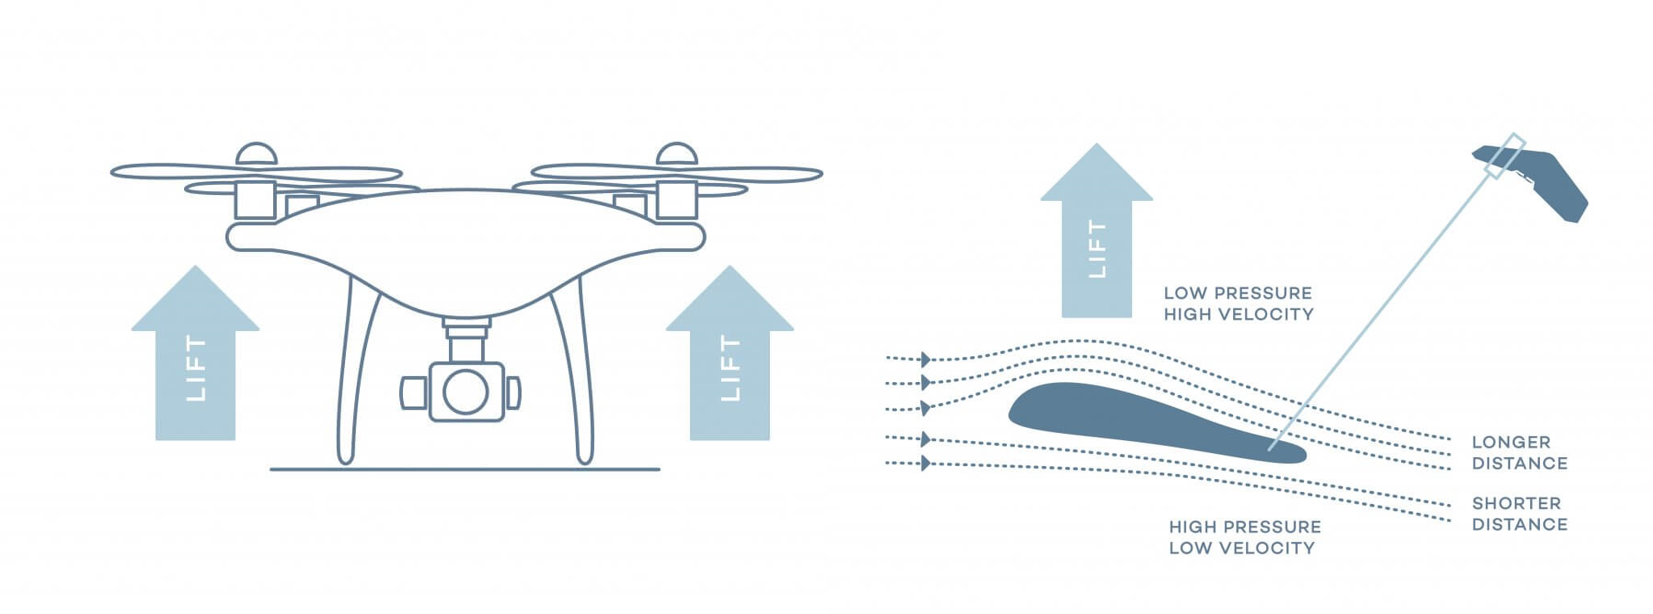 LIFT
LIFT
LIFT
LOW PRESSURE
HIGH VELOCITY
LONGER
DISTANCE
SHORTER
DISTANCE
HIGH PRESSURE
LOW VELOCITY